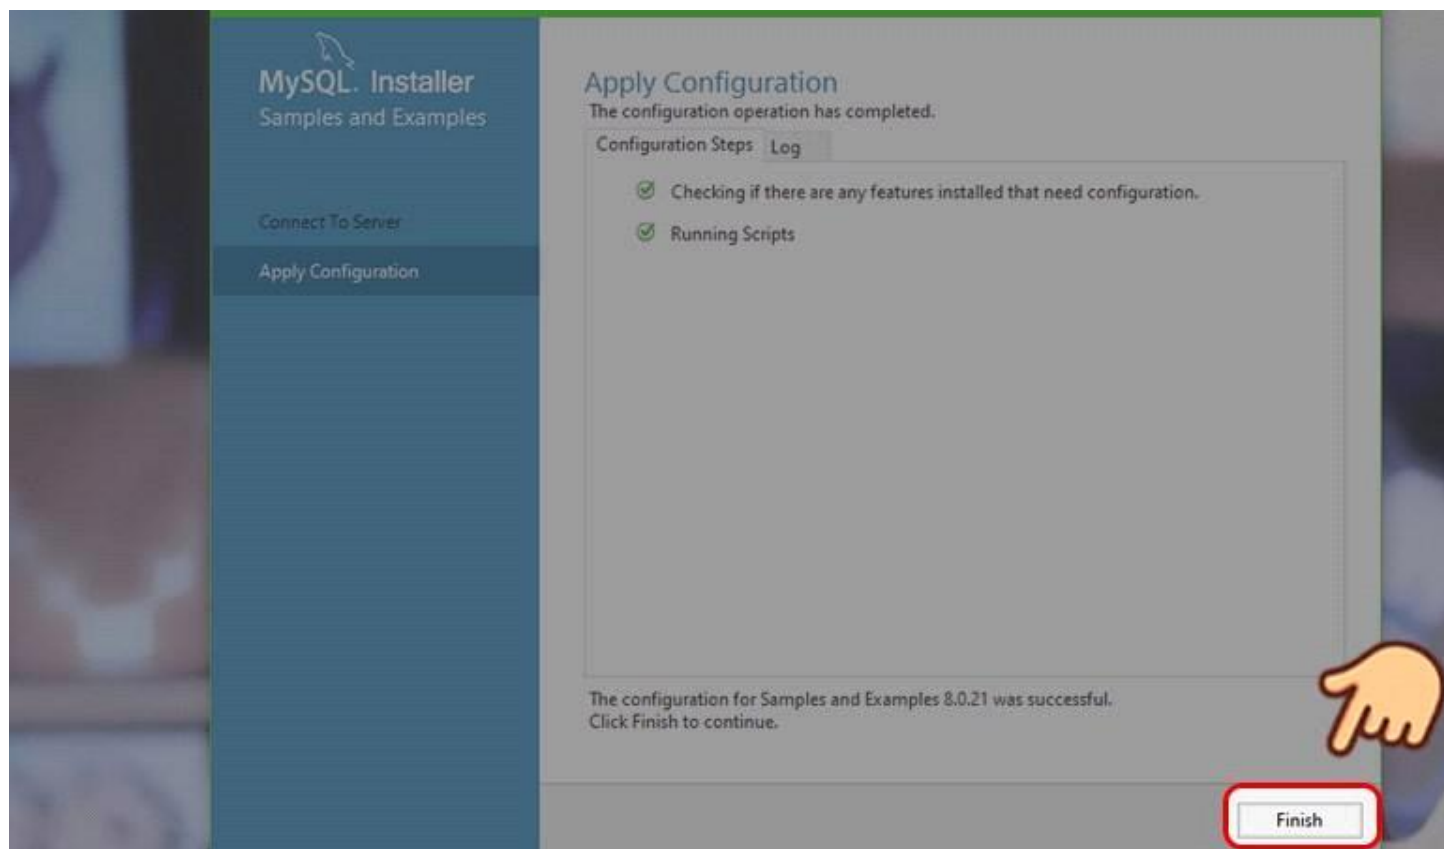 MySQL. Installer
Samples and Examples
Connect To Server
Apply Configuration
Apply Configuration
The configuration operation has completed.
Configuration Steps Log
Checking if there are any features installed that need configuration.
Running Scripts
The configuration for Samples and Examples 8.0.21 was successful.
Click Finish to continue.
Finish